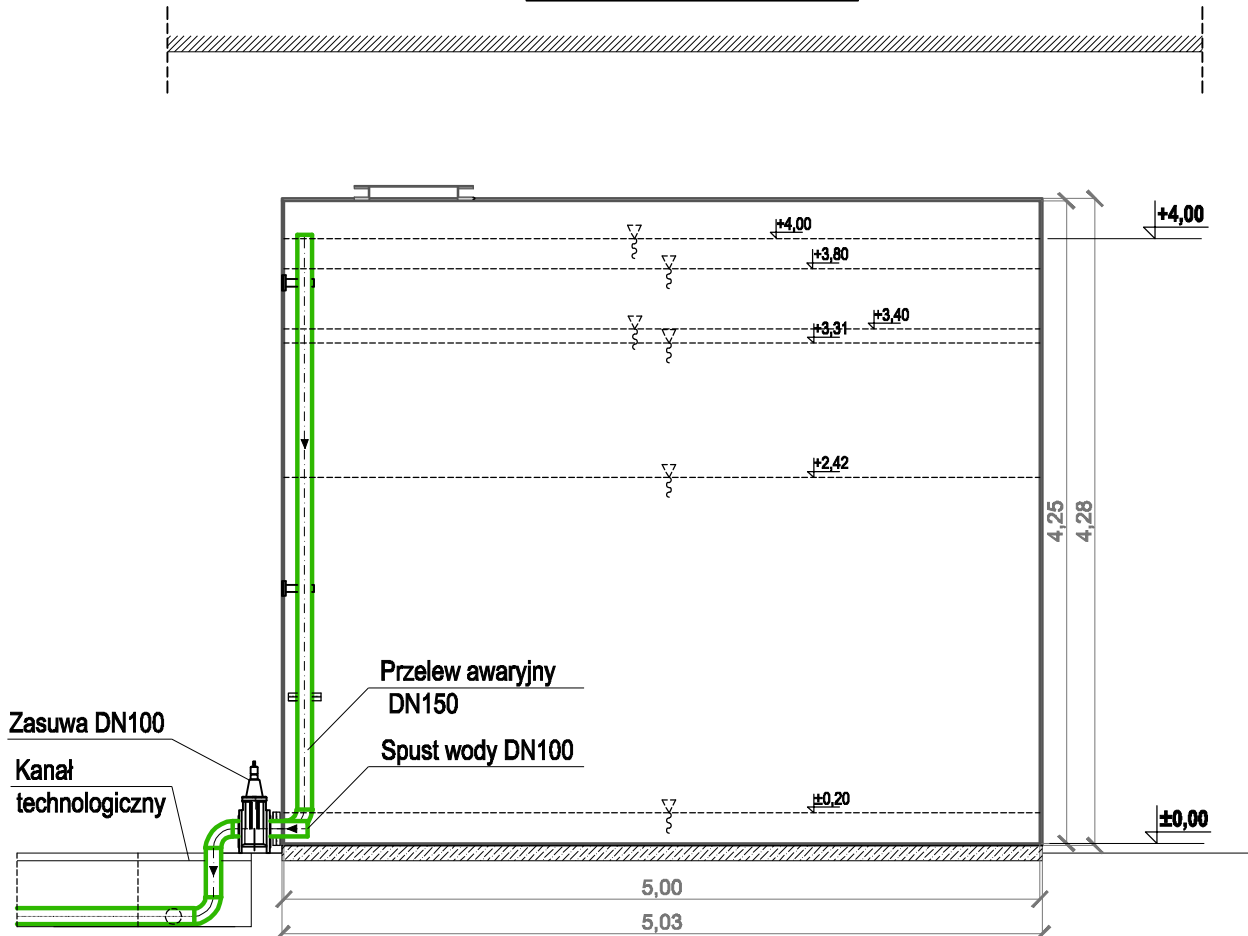 +4,00
+4,00
+3,80
+3,40
+3,31
+2,42
4,25
4,28
Przelew awaryjny
DN150
Zasuwa DN100
Spust wody DN100
Kanał
technologiczny
±0,20
±0,00
5,00
5,03